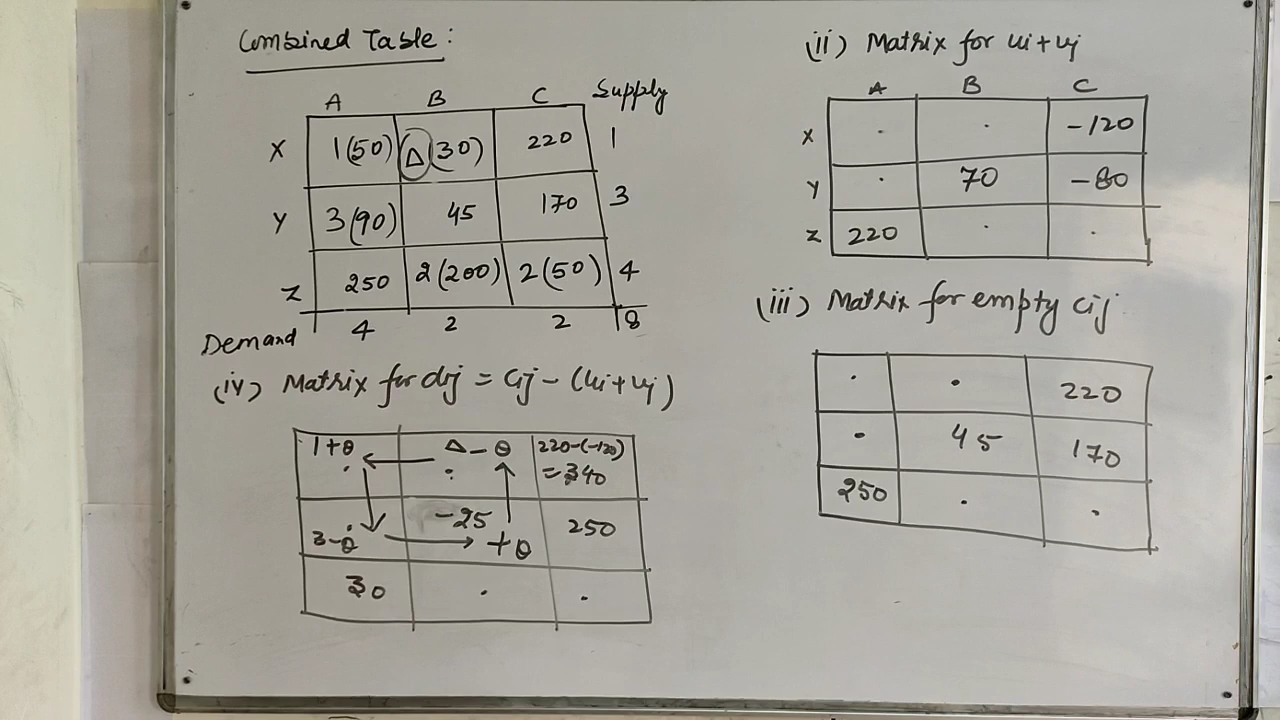 Combined Table:
A B C Supply
X 1(50) Δ(30) 220 1
Y 3(90) 45 170 3
Z 250 2(200) 2(50) 4
Demand 4 2 2 8
(iv) Matrix for dij = Cij - (ui + vj)
1+θ Δ-θ 220-(-120)
=340
-25 250
3-θ +θ
30 . .
(ii) Matrix for ui+vj
A B C
X . . -120
Y . 70 -80
Z 220 . .
(iii) Matrix for empty cij
. . 220
. 45 170
250 . .